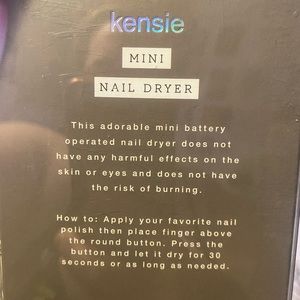 kensie
MINI
NAIL DRYER
This adorable mini battery
operated nail dryer does not
have any harmful effects on the
skin or eyes and does not have
the risk of burning.
How to: Apply your favorite nail
polish then place finger above
the round button. Press the
button and let it dry for 30
seconds or as long as needed.